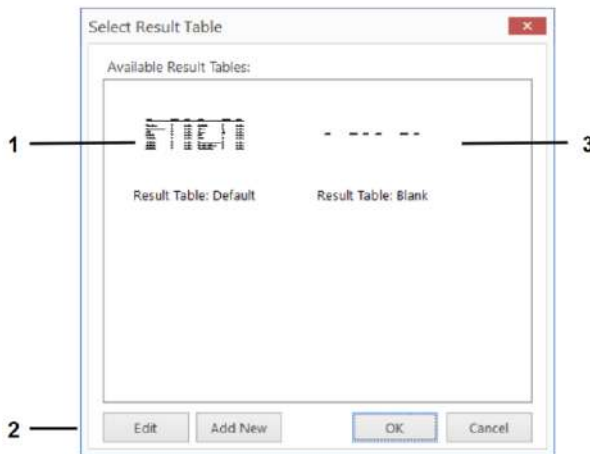 Select Result Table
Available Result Tables:
1
3
Result Table: Default
Result Table: Blank
2
Edit
Add New
OK
Cancel